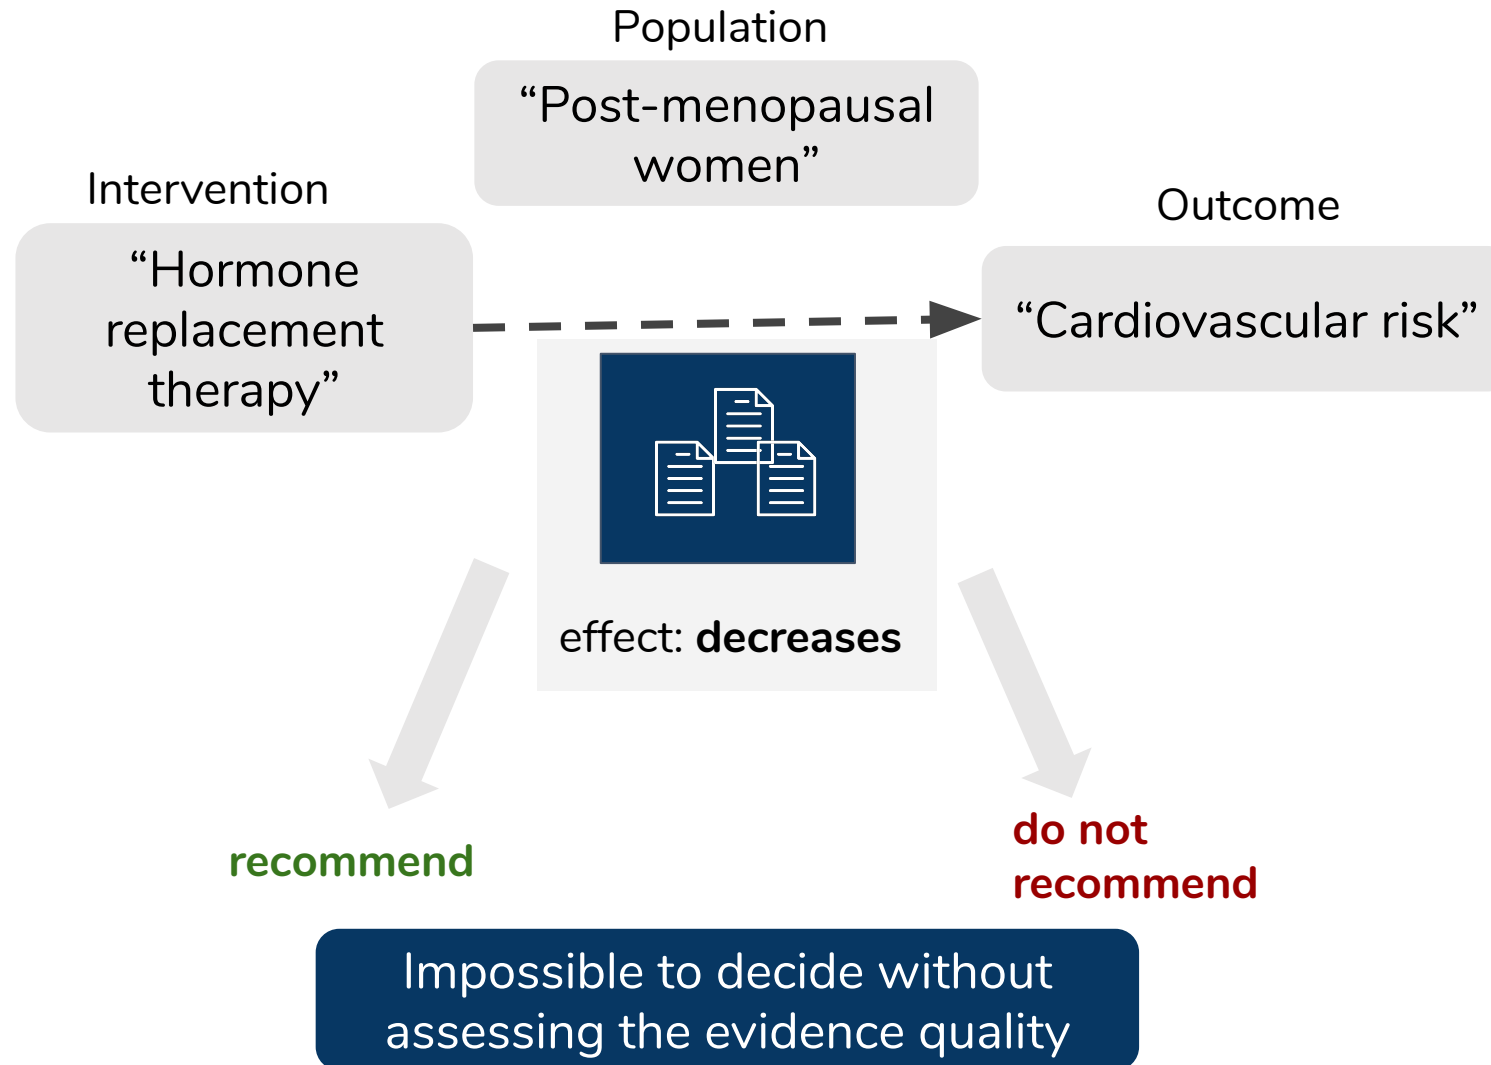 Population
“Post-menopausal
women”
Intervention
“Hormone
replacement
therapy”
Outcome
“Cardiovascular risk”
effect: decreases
recommend
do not
recommend
Impossible to decide without
assessing the evidence quality